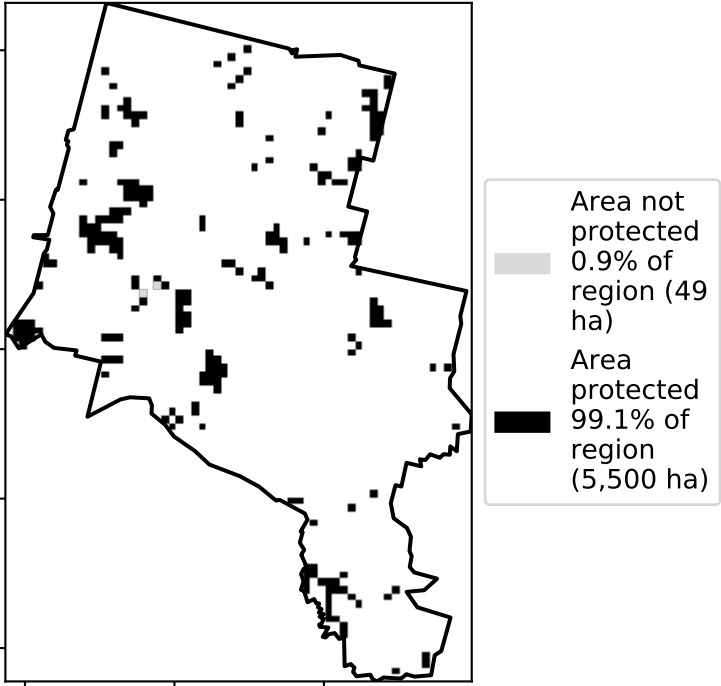 Area not
protected
0.9% of
region (49
ha)
Area
protected
99.1% of
region
(5,500 ha)